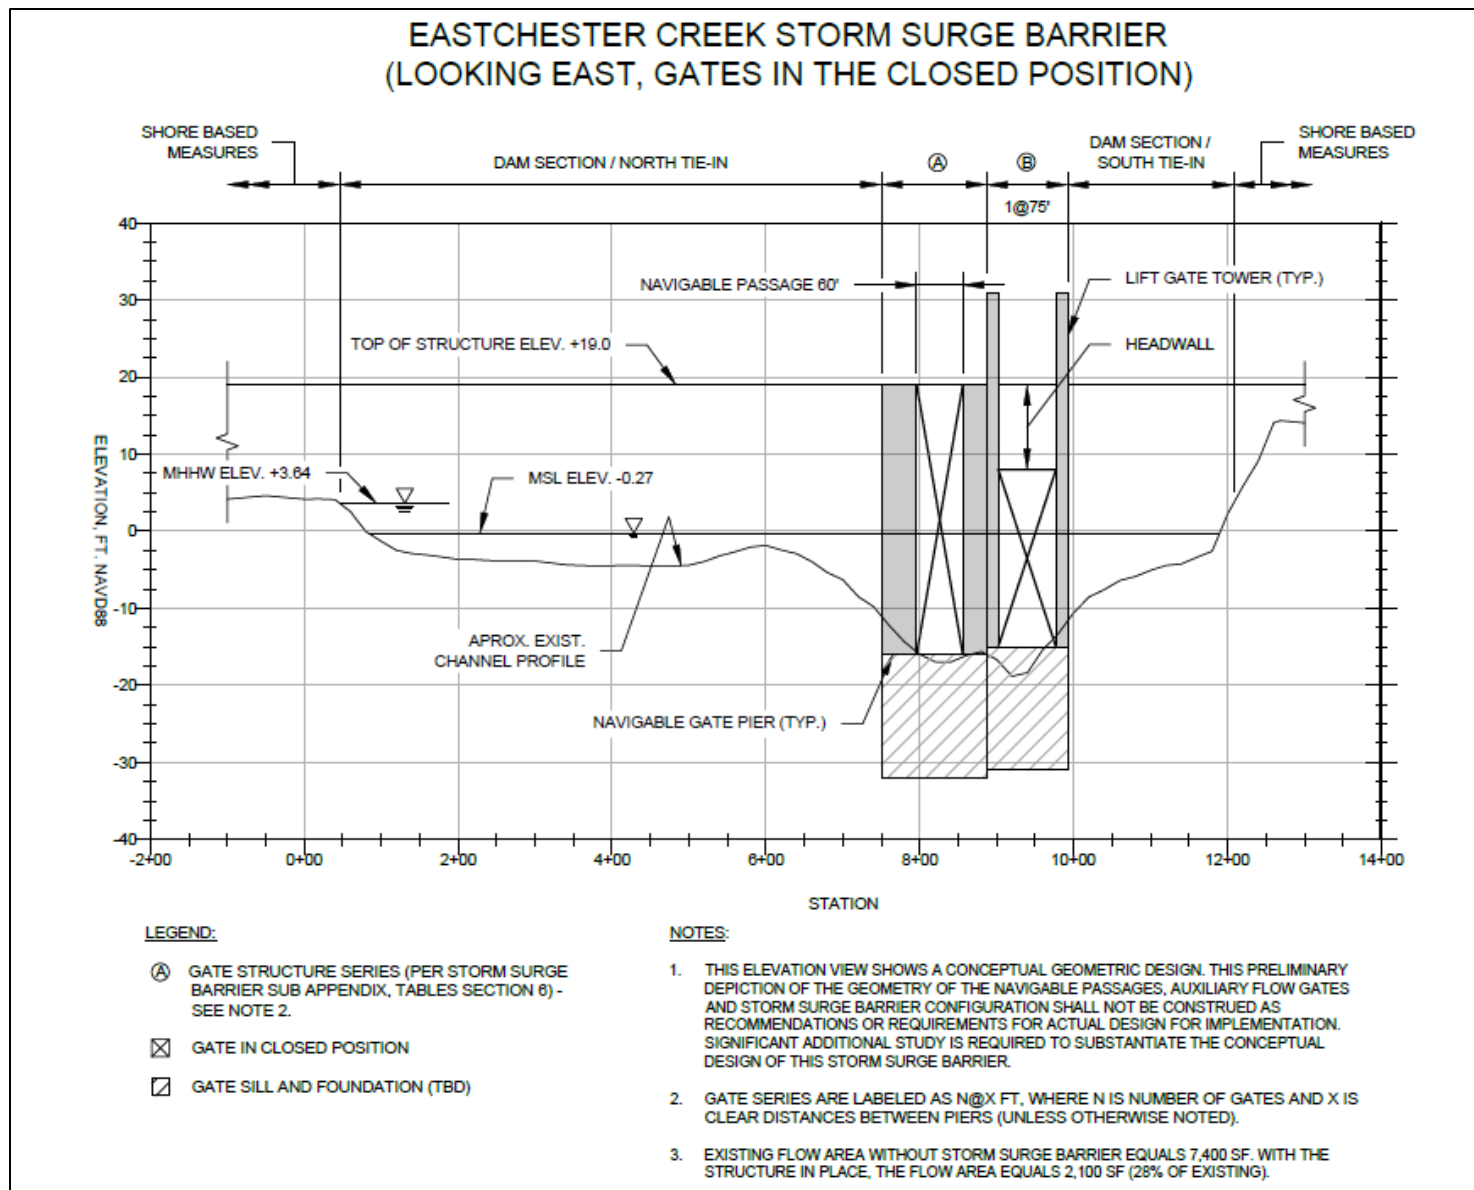 EASTCHESTER CREEK STORM SURGE BARRIER
(LOOKING EAST, GATES IN THE CLOSED POSITION)
SHORE BASED
MEASURES
DAM SECTION / NORTH TIE-IN
A
B
DAM SECTION /
SOUTH TIE-IN
SHORE BASED
MEASURES
1@75'
NAVIGABLE PASSAGE 60'
LIFT GATE TOWER (TYP.)
TOP OF STRUCTURE ELEV. +19.0
HEADWALL
MHHW ELEV. +3.64
MSL ELEV. -0.27
APROX. EXIST.
CHANNEL PROFILE
NAVIGABLE GATE PIER (TYP.)
ELEVATION, FT. NAVD88
40
30
20
10
0
-10
-20
-30
-40
-2+00
0+00
2+00
4+00
6+00
8+00
10+00
12+00
14+00
STATION
LEGEND:
A GATE STRUCTURE SERIES (PER STORM SURGE
BARRIER SUB APPENDIX, TABLES SECTION 6) -
SEE NOTE 2.
GATE IN CLOSED POSITION
GATE SILL AND FOUNDATION (TBD)
NOTES:
1. THIS ELEVATION VIEW SHOWS A CONCEPTUAL GEOMETRIC DESIGN. THIS PRELIMINARY
DEPICTION OF THE GEOMETRY OF THE NAVIGABLE PASSAGES, AUXILIARY FLOW GATES
AND STORM SURGE BARRIER CONFIGURATION SHALL NOT BE CONSTRUED AS
RECOMMENDATIONS OR REQUIREMENTS FOR ACTUAL DESIGN FOR IMPLEMENTATION.
SIGNIFICANT ADDITIONAL STUDY IS REQUIRED TO SUBSTANTIATE THE CONCEPTUAL
DESIGN OF THIS STORM SURGE BARRIER.
2. GATE SERIES ARE LABELED AS N@X FT, WHERE N IS NUMBER OF GATES AND X IS
CLEAR DISTANCES BETWEEN PIERS (UNLESS OTHERWISE NOTED).
3. EXISTING FLOW AREA WITHOUT STORM SURGE BARRIER EQUALS 7,400 SF. WITH THE
STRUCTURE IN PLACE, THE FLOW AREA EQUALS 2,100 SF (28% OF EXISTING).